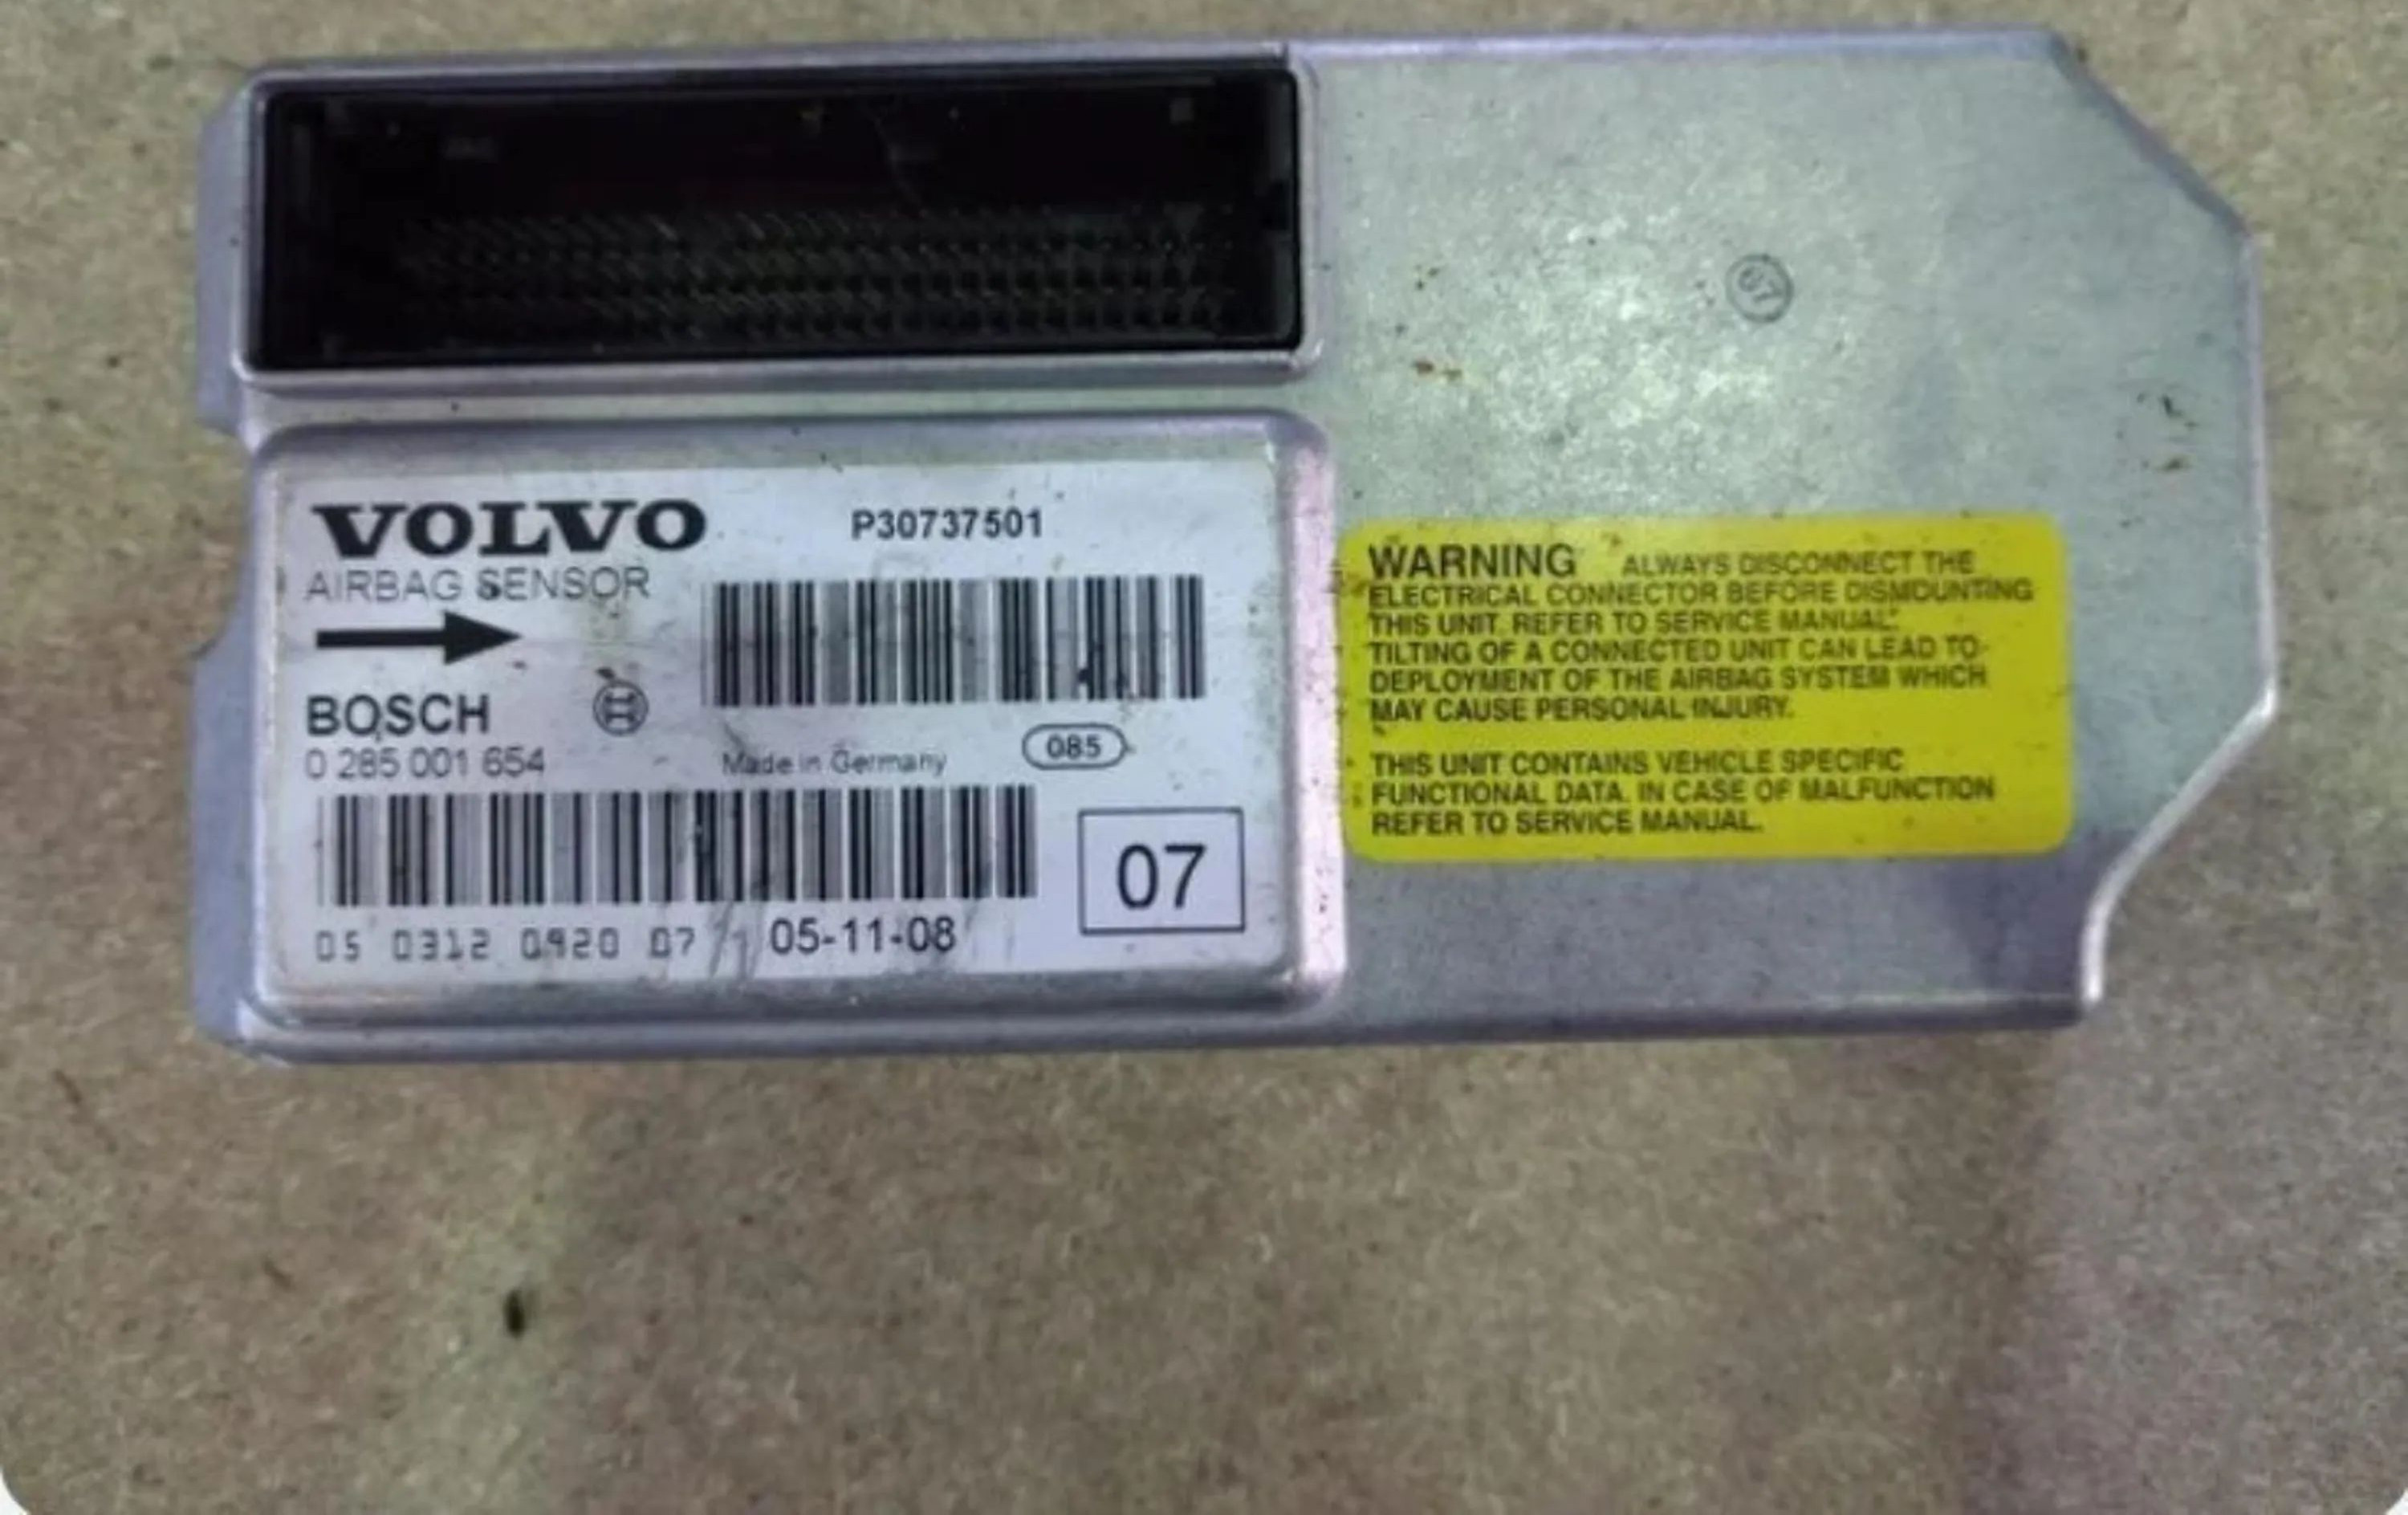 VOLVO
P30737501
AIRBAG SENSOR
BOSCH
0 285 001 654
Made in Germany
085
07
05 0312 0920 07
05-11-08
WARNING ALWAYS DISCONNECT THE
ELECTRICAL CONNECTOR BEFORE DISMOUNTING
THIS UNIT. REFER TO SERVICE MANUAL.
TILTING OF A CONNECTED UNIT CAN LEAD TO
DEPLOYMENT OF THE AIRBAG SYSTEM WHICH
MAY CAUSE PERSONAL INJURY.
THIS UNIT CONTAINS VEHICLE SPECIFIC
FUNCTIONAL DATA. IN CASE OF MALFUNCTION
REFER TO SERVICE MANUAL.